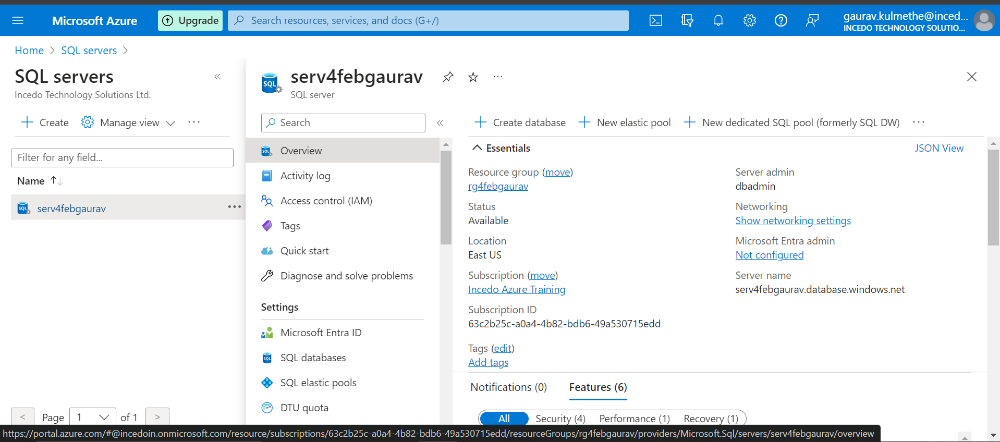 Microsoft Azure
Upgrade
Search resources, services, and docs (G+/)
gaurav.kulmethe@inced...
INCEDO TECHNOLOGY SOLUTIO...
Home > SQL servers >
SQL servers
Incedo Technology Solutions Ltd.
Create
Manage view
Filter for any field...
Name
serv4febgaurav
< Page 1 of 1 >
serv4febgaurav
SQL server
Search
Overview
Activity log
Access control (IAM)
Tags
Quick start
Diagnose and solve problems
Settings
Microsoft Entra ID
SQL databases
SQL elastic pools
DTU quota
Create database
New elastic pool
New dedicated SQL pool (formerly SQL DW)
Essentials
JSON View
Resource group (move)
rg4febgaurav
Status
Available
Location
East US
Subscription (move)
Incedo Azure Training
Subscription ID
63c2b25c-a0a4-4b82-bdb6-49a530715edd
Tags (edit)
Add tags
Server admin
dbadmin
Networking
Show networking settings
Microsoft Entra admin
Not configured
Server name
serv4febgaurav.database.windows.net
Notifications (0)
Features (6)
All
Security (4)
Performance (1)
Recovery (1)
https://portal.azure.com/#@incedoin.onmicrosoft.com/resource/subscriptions/63c2b25c-a0a4-4b82-bdb6-49a530715edd/resourceGroups/rg4febgaurav/providers/Microsoft.Sql/servers/serv4febgaurav/overview